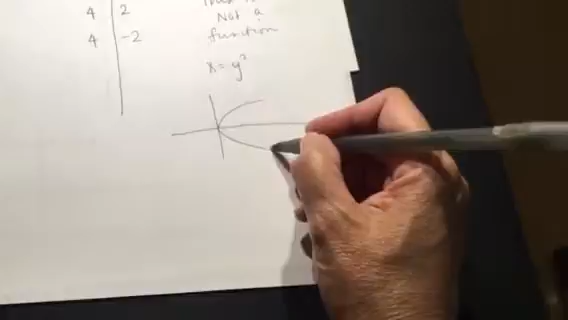 4 2
4 -2
Not a
function
x = y²